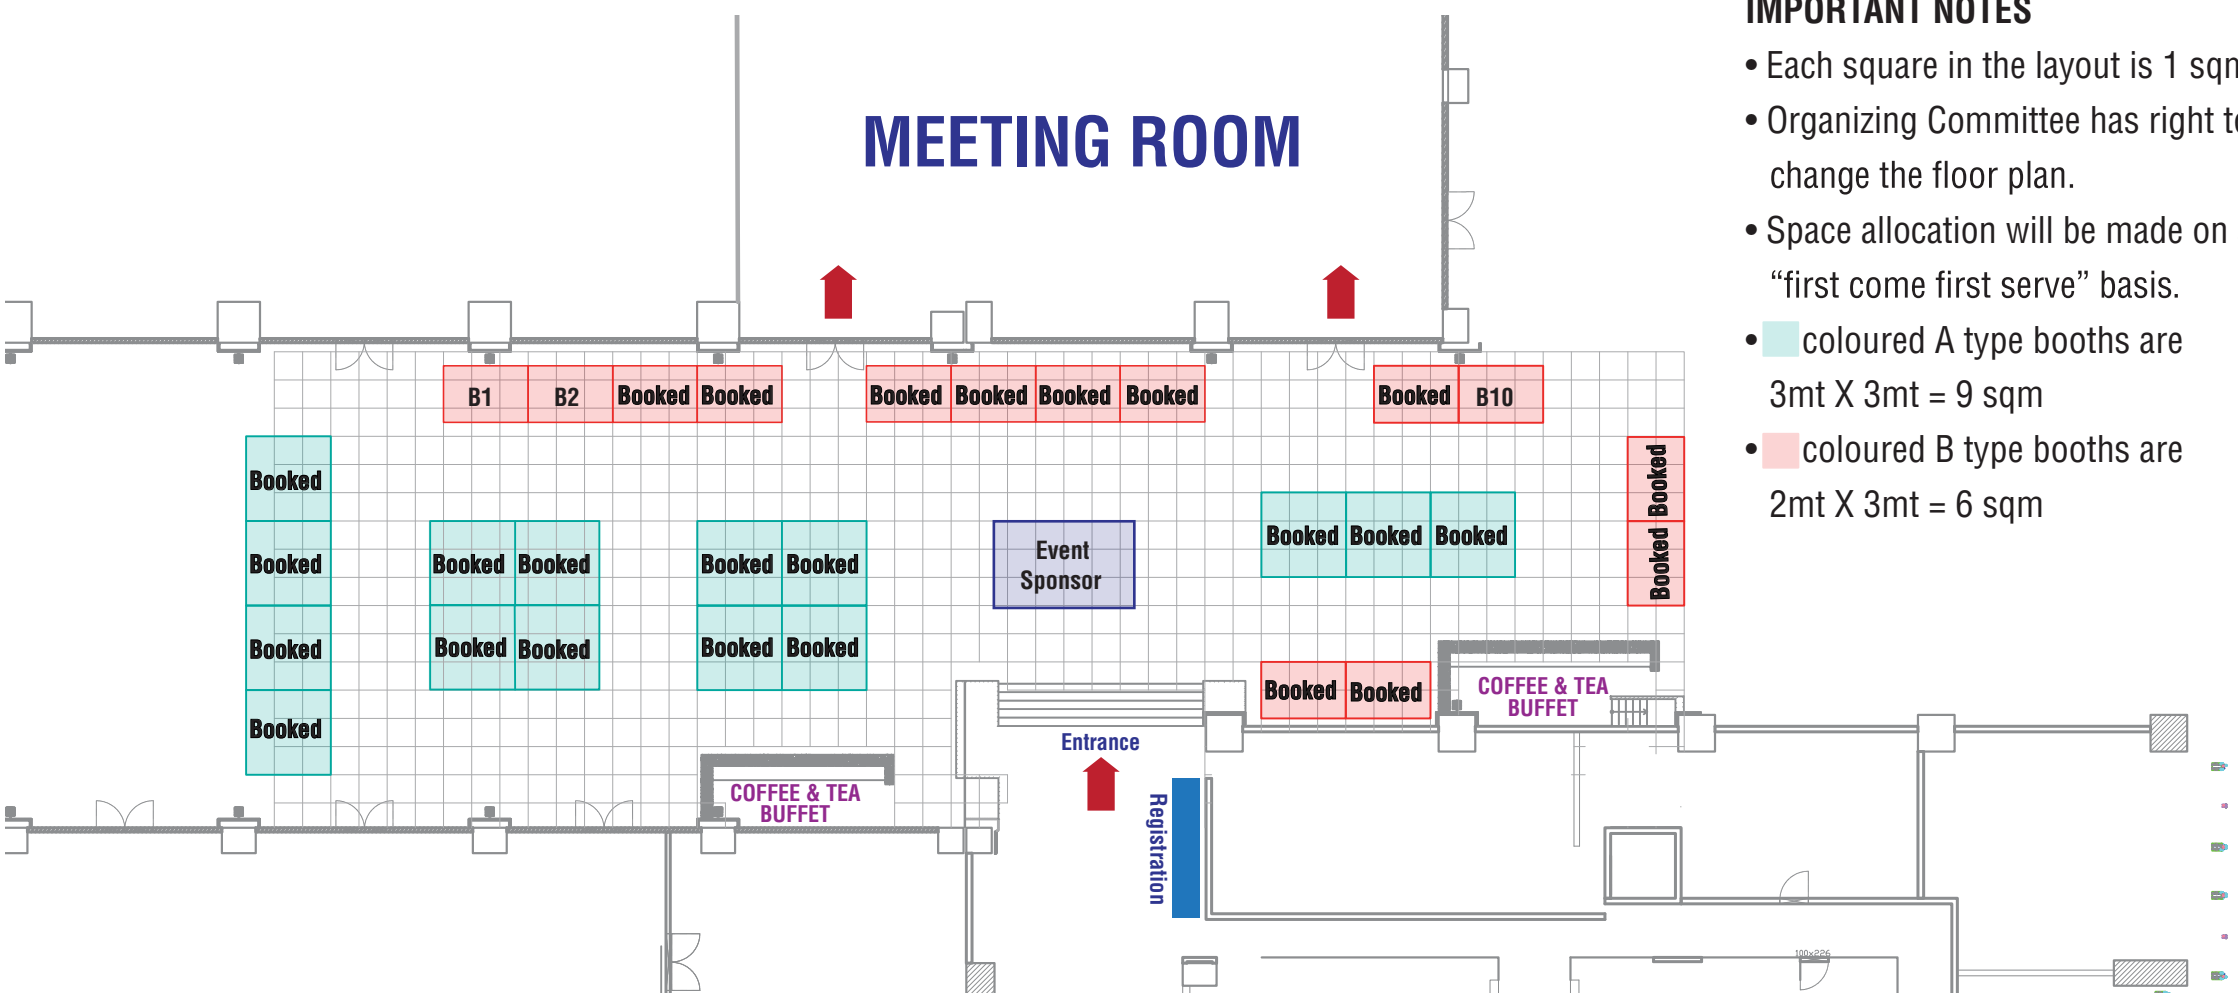 IMPORTANT NOTES
• Each square in the layout is 1 sqm
• Organizing Committee has right to
change the floor plan.
• Space allocation will be made on
“first come first serve” basis.
• coloured A type booths are
3mt X 3mt = 9 sqm
• coloured B type booths are
2mt X 3mt = 6 sqm
MEETING ROOM
B1 B2 Booked Booked Booked Booked Booked Booked Booked B10
Booked Booked
Booked Booked Booked
Booked Booked Booked Booked Booked
Event
Sponsor
Booked
Booked Booked Booked Booked Booked
Booked Booked
COFFEE & TEA
BUFFET
Booked
Entrance
COFFEE & TEA
BUFFET
Registration
100x226